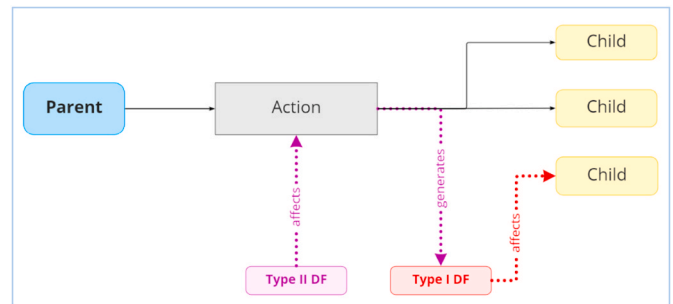 Child
Parent
Action
Child
generates
affects
Child
affects
Type II DF
Type I DF